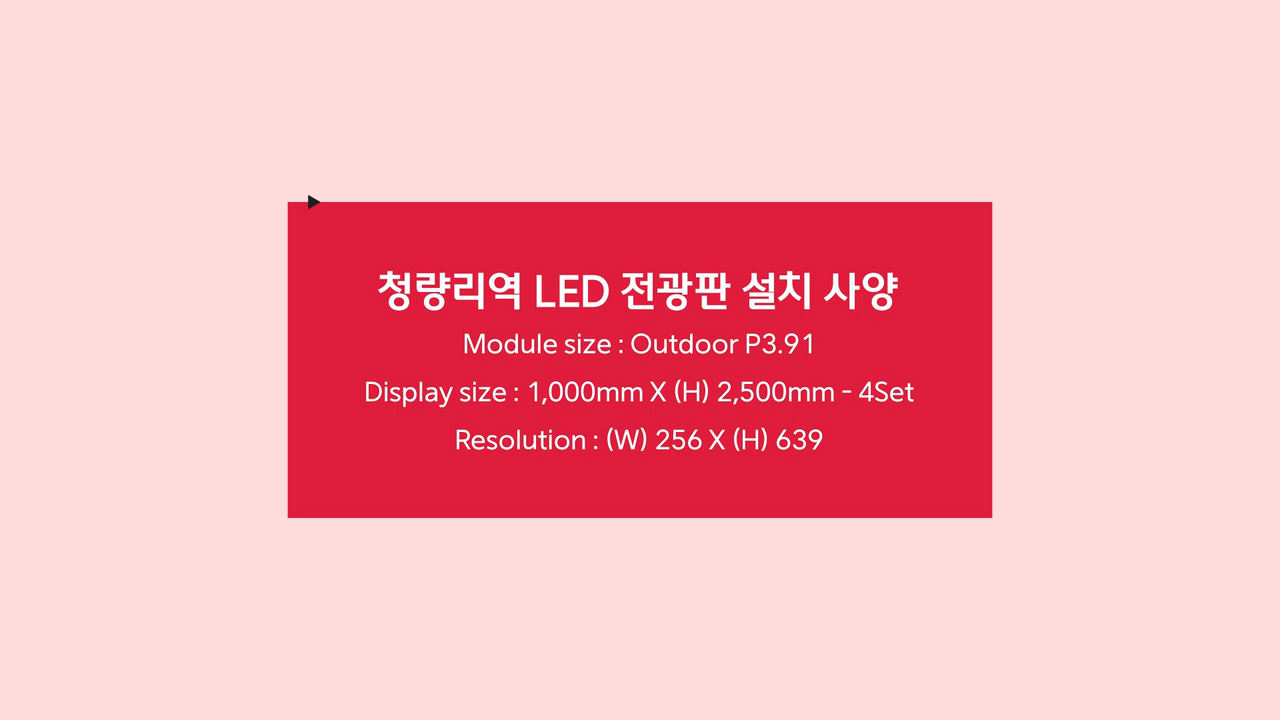 청량리역 LED 전광판 설치 사양
Module size : Outdoor P3.91
Display size : 1,000mm X (H) 2,500mm - 4Set
Resolution : (W) 256 X (H) 639